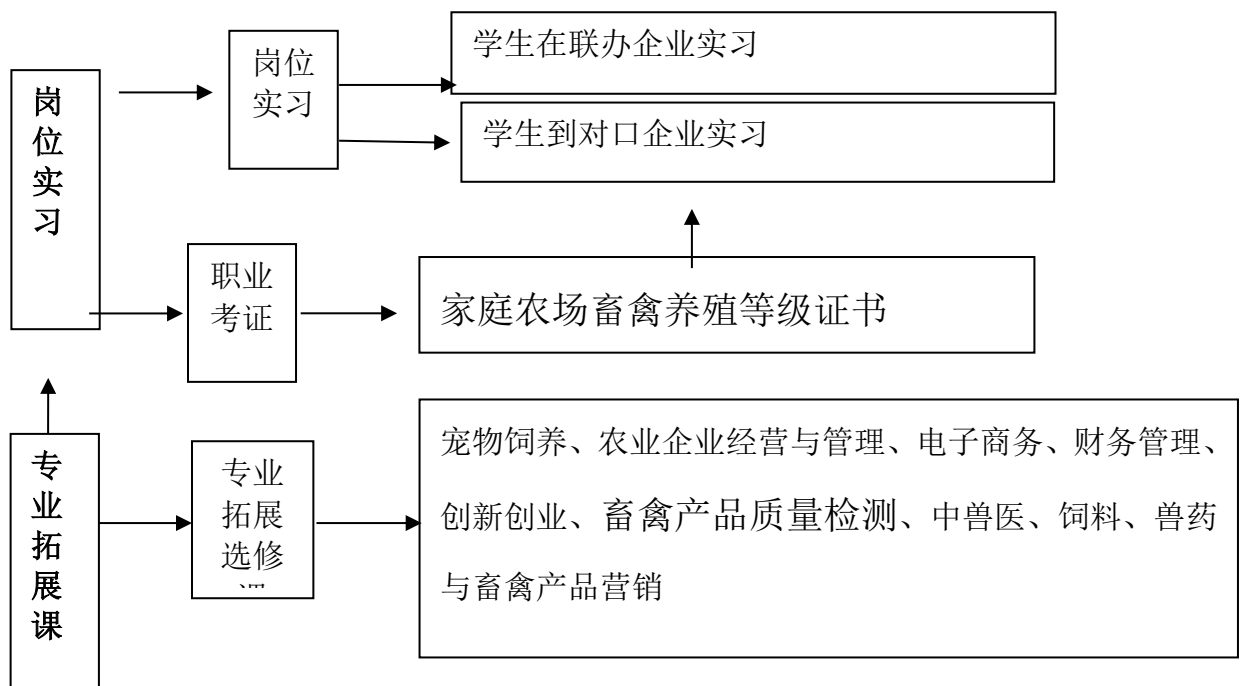 岗位实习
岗位
实习
学生在联办企业实习
学生到对口企业实习
职业
考证
家庭农场畜禽养殖等级证书
专业拓展课
专业
拓展
选修
宠物饲养、农业企业经营与管理、电子商务、财务管理、
创新创业、畜禽产品质量检测、中兽医、饲料、兽药
与畜禽产品营销